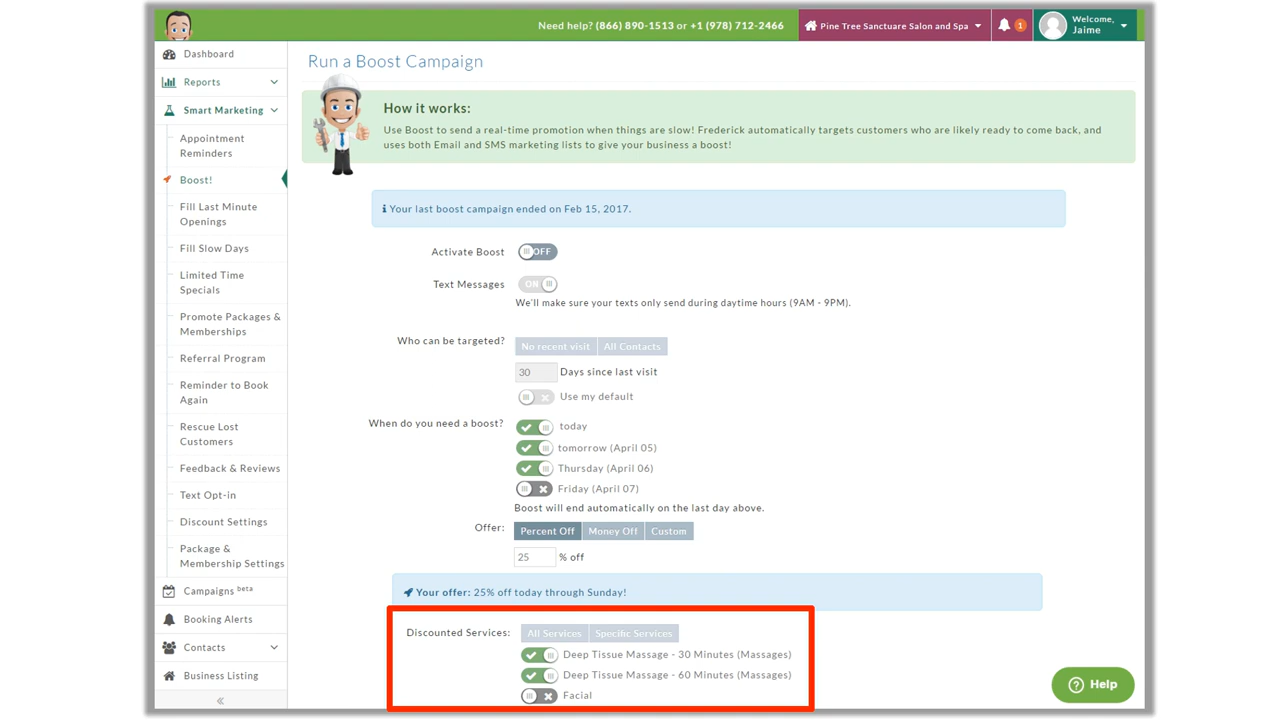 Need help? (866) 890-1513 or +1 (978) 712-2466
Pine Tree Sanctuare Salon and Spa
1
Welcome,
Jaime
Dashboard
Reports
Smart Marketing
Appointment
Reminders
Boost!
Fill Last Minute
Openings
Fill Slow Days
Limited Time
Specials
Promote Packages &
Memberships
Referral Program
Reminder to Book
Again
Rescue Lost
Customers
Feedback & Reviews
Text Opt-in
Discount Settings
Package &
Membership Settings
Campaigns beta
Booking Alerts
Contacts
Business Listing
Run a Boost Campaign
How it works:
Use Boost to send a real-time promotion when things are slow! Frederick automatically targets customers who are likely ready to come back, and
uses both Email and SMS marketing lists to give your business a boost!
Your last boost campaign ended on Feb 15, 2017.
Activate Boost OFF
Text Messages ON
We'll make sure your texts only send during daytime hours (9AM - 9PM).
Who can be targeted? No recent visit All Contacts
30 Days since last visit
Use my default
When do you need a boost? today
tomorrow (April 05)
Thursday (April 06)
Friday (April 07)
Boost will end automatically on the last day above.
Offer: Percent Off Money Off Custom
25 % off
Your offer: 25% off today through Sunday!
Discounted Services: All Services Specific Services
Deep Tissue Massage - 30 Minutes (Massages)
Deep Tissue Massage - 60 Minutes (Massages)
Facial
Help